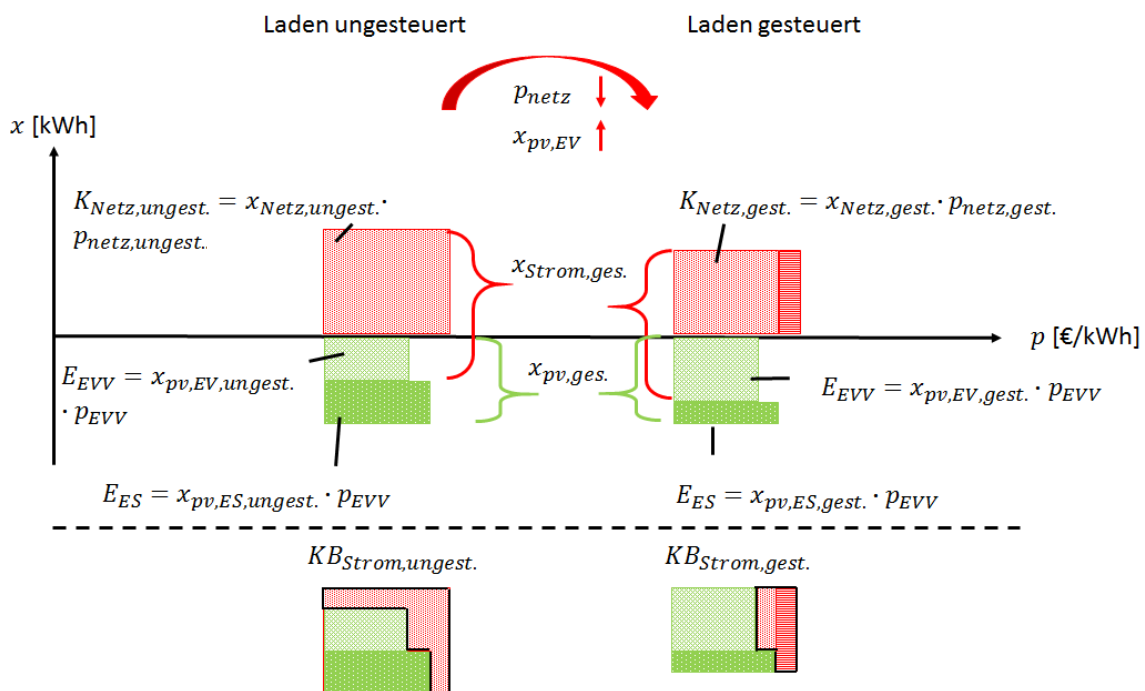 Laden ungesteuert
Laden gesteuert
p_netz ↓
x_pv,EV ↑
x [kWh]
K_Netz,ungest. = x_Netz,ungest. ·
p_netz,ungest..
K_Netz,gest. = x_Netz,gest. · p_netz,gest.
x_Strom,ges.
p [€/kWh]
x_pv,ges.
E_EVV = x_pv,EV,ungest.
· p_EVV
E_EVV = x_pv,EV,gest. · p_EVV
E_ES = x_pv,ES,ungest. · p_EVV
E_ES = x_pv,ES,gest. · p_EVV
KB_Strom,ungest.
KB_Strom,gest.